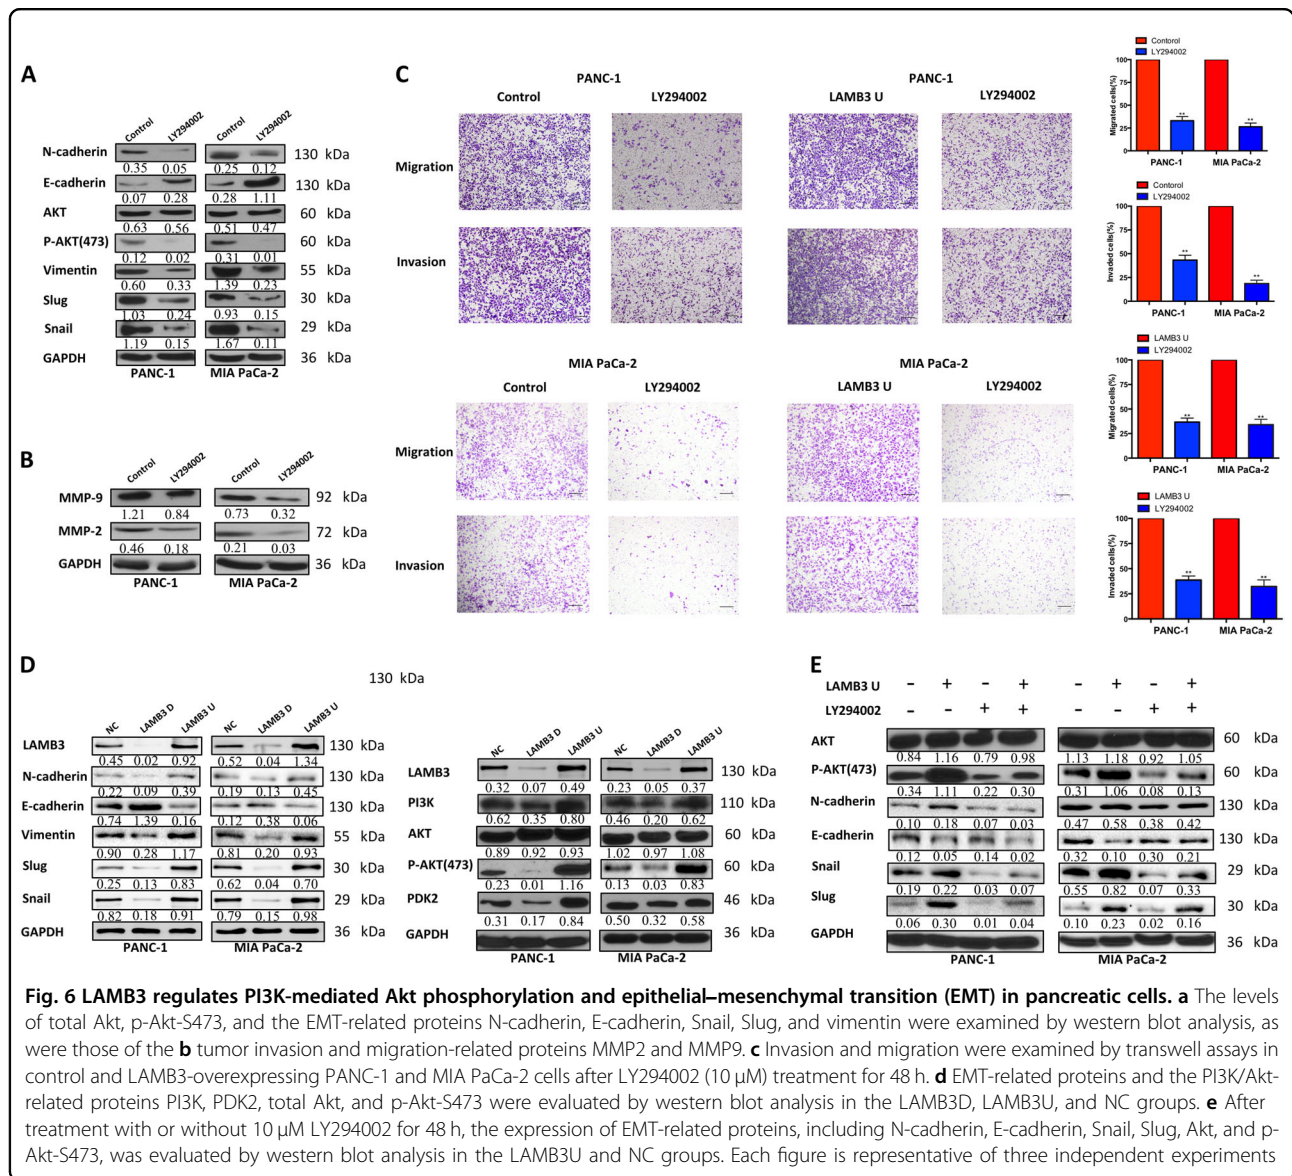 A
Control
LY294002
Control
LY294002
N-cadherin
130 kDa
0.35 0.05 0.25 0.12
E-cadherin
130 kDa
0.07 0.28 0.28 1.11
AKT
60 kDa
0.63 0.56 0.51 0.47
P-AKT(473)
60 kDa
0.12 0.02 0.31 0.01
Vimentin
55 kDa
0.60 0.33 1.39 0.23
Slug
30 kDa
1.03 0.24 0.93 0.15
Snail
29 kDa
1.19 0.15 1.67 0.11
GAPDH
36 kDa
PANC-1 MIA PaCa-2
B
Control
LY294002
Control
LY294002
MMP-9
92 kDa
1.21 0.84 0.73 0.32
MMP-2
72 kDa
0.46 0.18 0.21 0.03
GAPDH
36 kDa
PANC-1 MIA PaCa-2
C
PANC-1 PANC-1
Control LY294002 LAMB3 U LY294002
Migration
Invasion
MIA PaCa-2 MIA PaCa-2
Control LY294002 LAMB3 U LY294002
Migration
Invasion
Contorol
LY294002
Migrated cells(%)
100
75
50
25
0
** **
PANC-1 MIA PaCa-2
Control
LY294002
Invaded cells(%)
100
75
50
25
0
** **
PANC-1 MIA PaCa-2
LAMB3 U
LY294002
Migrated cells(%)
100
75
50
25
0
** **
PANC-1 MIA PaCa-2
LAMB3 U
LY294002
Invaded cells(%)
100
75
50
25
0
** **
PANC-1 MIA PaCa-2
D
130 kDa
NC LAMB3 D LAMB3 U NC LAMB3 D LAMB3 U
LAMB3
130 kDa
0.45 0.02 0.92 0.52 0.04 1.34
N-cadherin
130 kDa
0.22 0.09 0.39 0.19 0.13 0.45
E-cadherin
130 kDa
0.74 1.39 0.16 0.12 0.38 0.06
Vimentin
55 kDa
0.90 0.28 1.17 0.81 0.20 0.93
Slug
30 kDa
0.25 0.13 0.83 0.62 0.04 0.70
Snail
29 kDa
0.82 0.18 0.91 0.79 0.15 0.98
GAPDH
36 kDa
PANC-1 MIA PaCa-2
NC LAMB3 D LAMB3 U NC LAMB3 D LAMB3 U
LAMB3
130 kDa
0.32 0.07 0.49 0.23 0.05 0.37
PI3K
110 kDa
0.62 0.35 0.80 0.46 0.20 0.62
AKT
60 kDa
0.89 0.92 0.93 1.02 0.97 1.08
P-AKT(473)
60 kDa
0.23 0.01 1.16 0.13 0.03 0.83
PDK2
46 kDa
0.31 0.17 0.84 0.50 0.32 0.58
GAPDH
36 kDa
PANC-1 MIA PaCa-2
E
LAMB3 U - + - + - + - +
LY294002 - - + + - - + +
AKT
60 kDa
0.84 1.16 0.79 0.98 1.13 1.18 0.92 1.05
P-AKT(473)
60 kDa
0.34 1.11 0.22 0.30 0.31 1.06 0.08 0.13
N-cadherin
130 kDa
0.10 0.18 0.07 0.03 0.47 0.58 0.38 0.42
E-cadherin
130 kDa
0.12 0.05 0.14 0.02 0.32 0.10 0.30 0.21
Snail
29 kDa
0.19 0.22 0.03 0.07 0.55 0.82 0.07 0.33
Slug
30 kDa
0.06 0.30 0.01 0.04 0.10 0.23 0.02 0.16
GAPDH
36 kDa
PANC-1 MIA PaCa-2
Fig. 6 LAMB3 regulates PI3K-mediated Akt phosphorylation and epithelial–mesenchymal transition (EMT) in pancreatic cells. a The levels
of total Akt, p-Akt-S473, and the EMT-related proteins N-cadherin, E-cadherin, Snail, Slug, and vimentin were examined by western blot analysis, as
were those of the b tumor invasion and migration-related proteins MMP2 and MMP9. c Invasion and migration were examined by transwell assays in
control and LAMB3-overexpressing PANC-1 and MIA PaCa-2 cells after LY294002 (10 µM) treatment for 48 h. d EMT-related proteins and the PI3K/Akt-
related proteins PI3K, PDK2, total Akt, and p-Akt-S473 were evaluated by western blot analysis in the LAMB3D, LAMB3U, and NC groups. e After
treatment with or without 10 µM LY294002 for 48 h, the expression of EMT-related proteins, including N-cadherin, E-cadherin, Snail, Slug, Akt, and p-
Akt-S473, was evaluated by western blot analysis in the LAMB3U and NC groups. Each figure is representative of three independent experiments